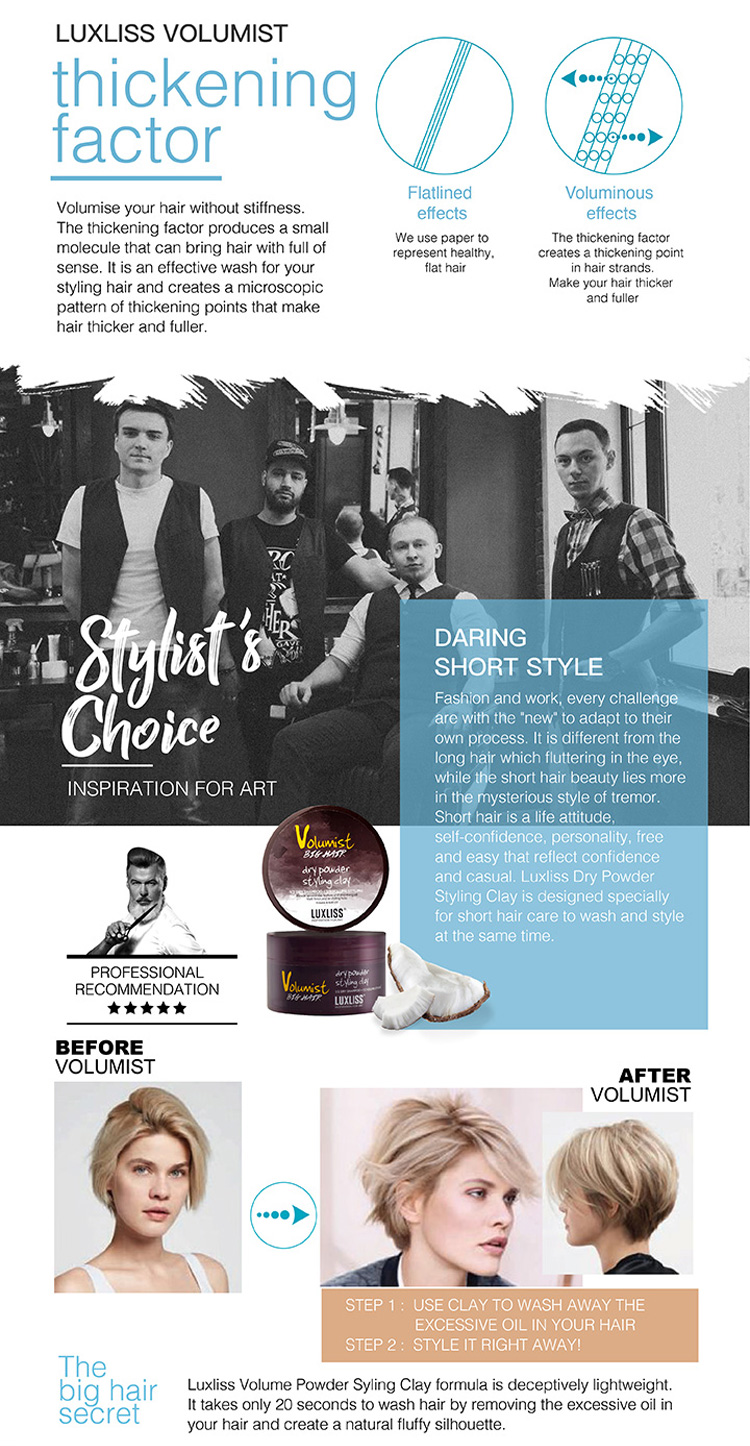 LUXLISS VOLUMIST
thickening
factor
Volumise your hair without stiffness.
The thickening factor produces a small
molecule that can bring hair with full of
sense. It is an effective wash for your
styling hair and creates a microscopic
pattern of thickening points that make
hair thicker and fuller.
Flatlined
effects
We use paper to
represent healthy,
flat hair
Voluminous
effects
The thickening factor
creates a thickening point
in hair strands.
Make your hair thicker
and fuller
Stylist's
Choice
INSPIRATION FOR ART
DARING
SHORT STYLE
Fashion and work, every challenge
are with the "new" to adapt to their
own process. It is different from the
long hair which fluttering in the eye,
while the short hair beauty lies more
in the mysterious style of tremor.
Short hair is a life attitude,
self-confidence, personality, free
and easy that reflect confidence
and casual. Luxliss Dry Powder
Styling Clay is designed specially
for short hair care to wash and style
at the same time.
Volumist
BIG HAIR
dry powder
styling clay
LUXLISS
Volumist
BIG HAIR
dry powder
styling clay
LUXLISS
PROFESSIONAL
RECOMMENDATION
BEFORE
VOLUMIST
AFTER
VOLUMIST
STEP 1 : USE CLAY TO WASH AWAY THE
EXCESSIVE OIL IN YOUR HAIR
STEP 2 : STYLE IT RIGHT AWAY!
The
big hair
secret
Luxliss Volume Powder Syling Clay formula is deceptively lightweight.
It takes only 20 seconds to wash hair by removing the excessive oil in
your hair and create a natural fluffy silhouette.